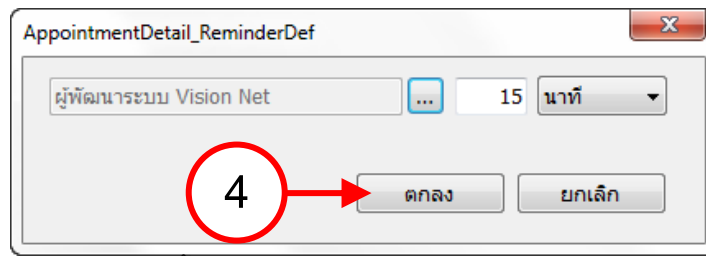 AppointmentDetail_ReminderDef
ผู้พัฒนาระบบ Vision Net ... 15 นาที
4 ตกลง ยกเลิก